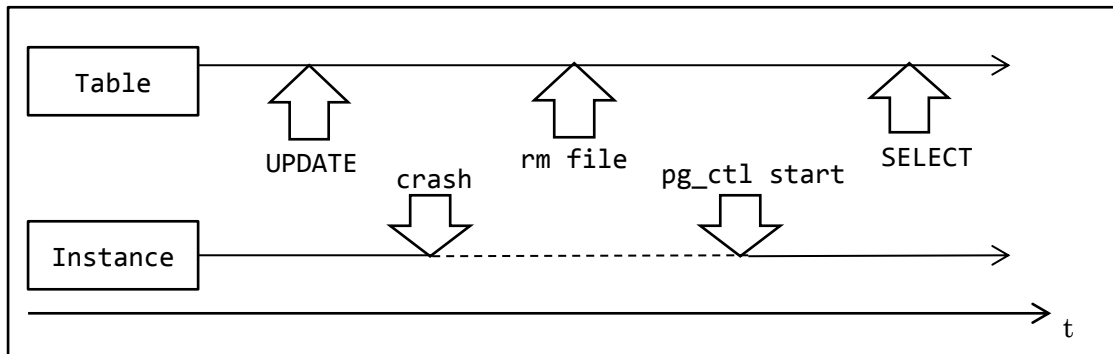 Table
UPDATE
rm file
SELECT
crash
pg_ctl start
Instance
t